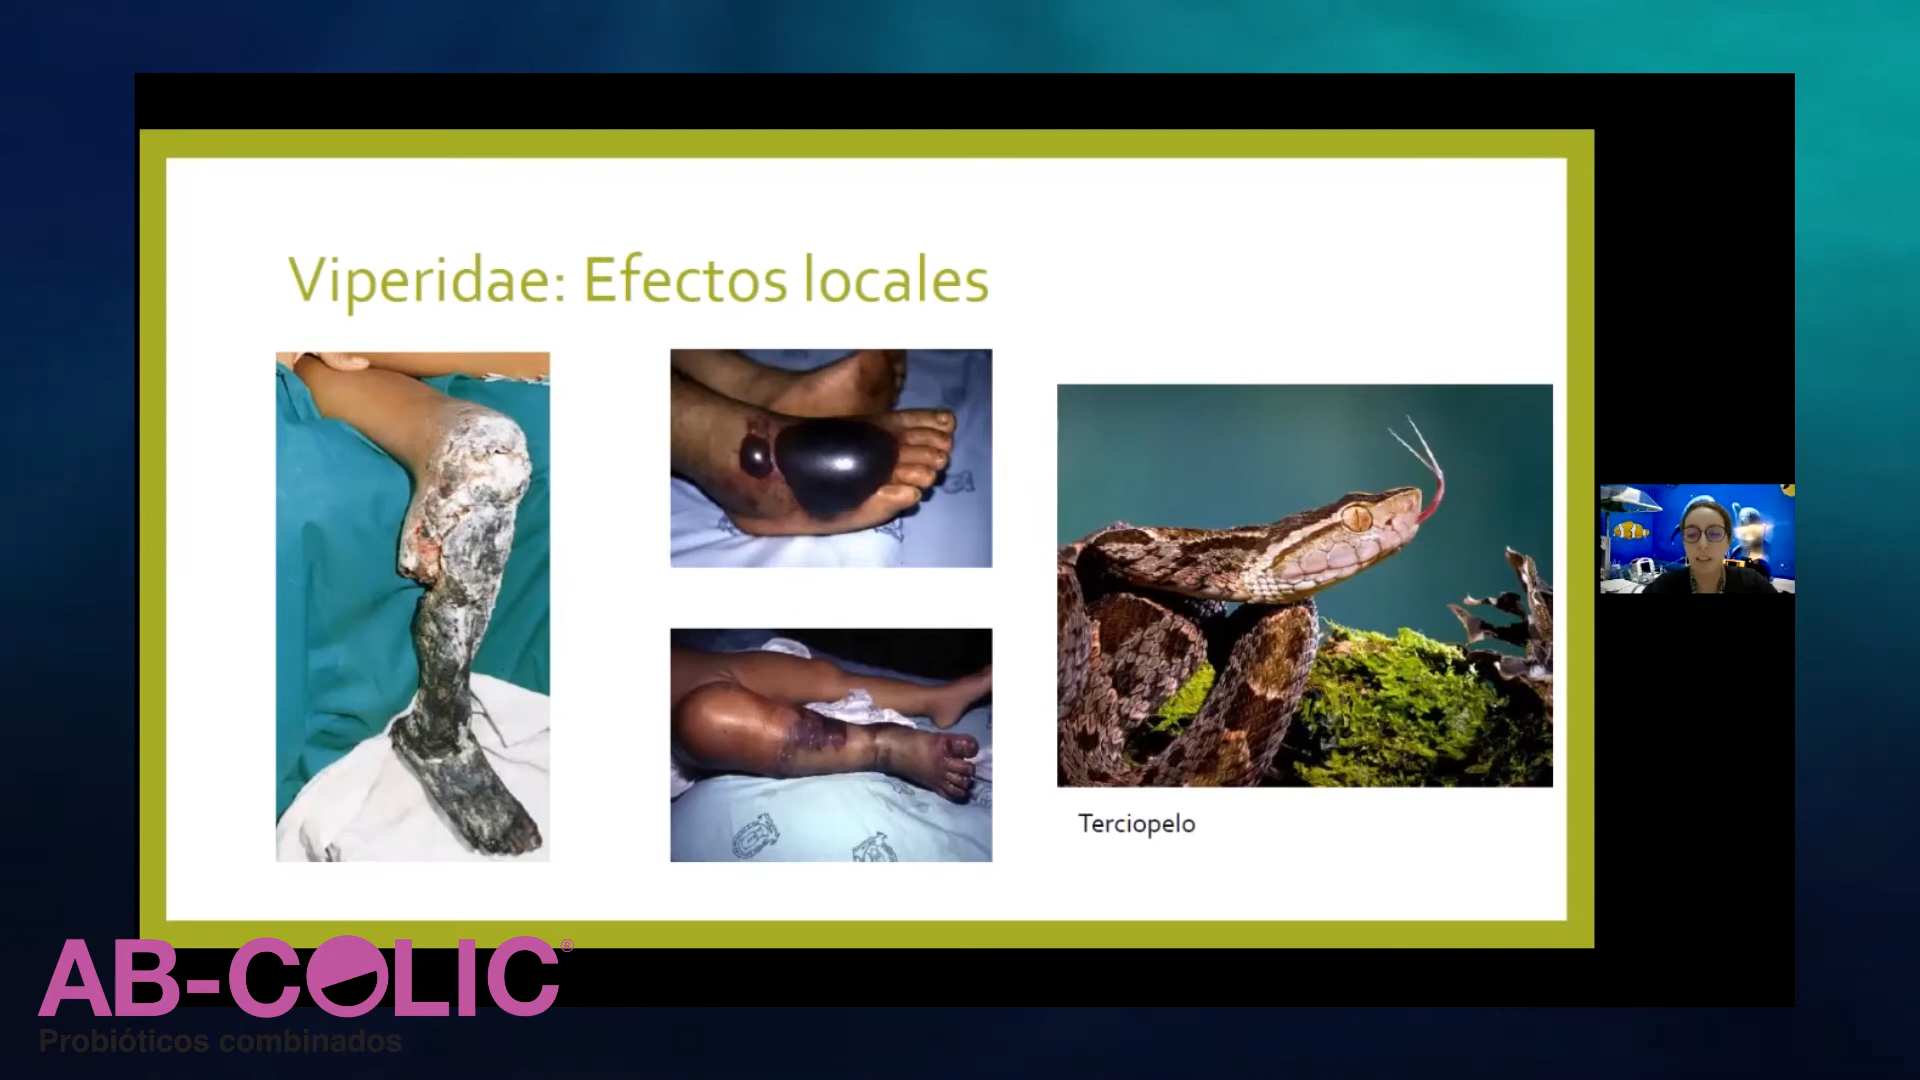 Viperidae: Efectos locales
Terciopelo
AB-COLIC®
Probióticos combinados